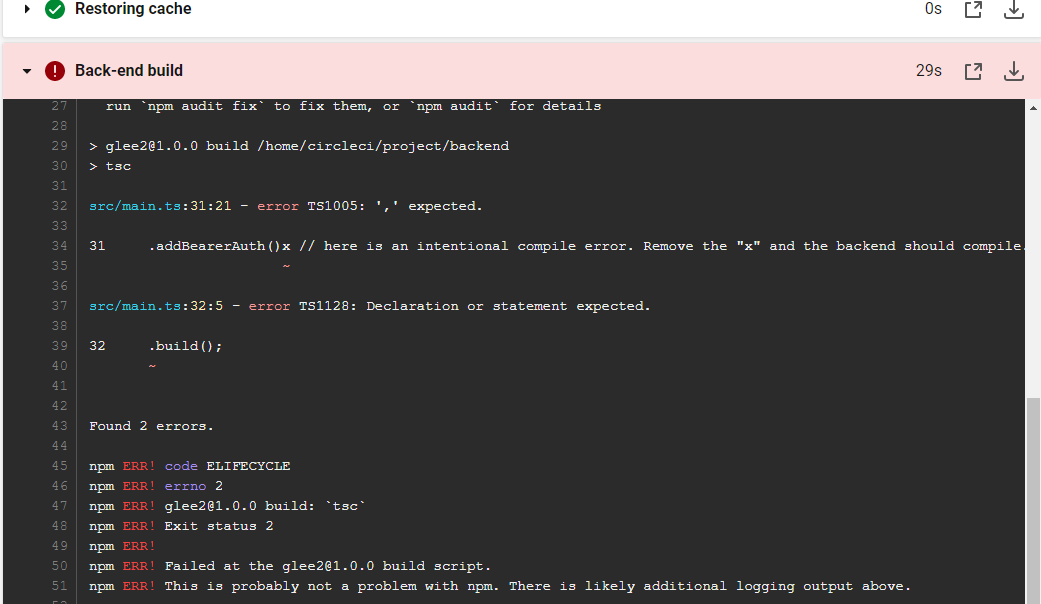 Restoring cache 0s
Back-end build 29s
27 run `npm audit fix` to fix them, or `npm audit` for details
28
29 > glee2@1.0.0 build /home/circleci/project/backend
30 > tsc
31
32 src/main.ts:31:21 - error TS1005: ',' expected.
33
34 31 .addBearerAuth()x // here is an intentional compile error. Remove the "x" and the backend should compile.
35 ~
36
37 src/main.ts:32:5 - error TS1128: Declaration or statement expected.
38
39 32 .build();
40 ~
41
42
43 Found 2 errors.
44
45 npm ERR! code ELIFECYCLE
46 npm ERR! errno 2
47 npm ERR! glee2@1.0.0 build: `tsc`
48 npm ERR! Exit status 2
49 npm ERR!
50 npm ERR! Failed at the glee2@1.0.0 build script.
51 npm ERR! This is probably not a problem with npm. There is likely additional logging output above.